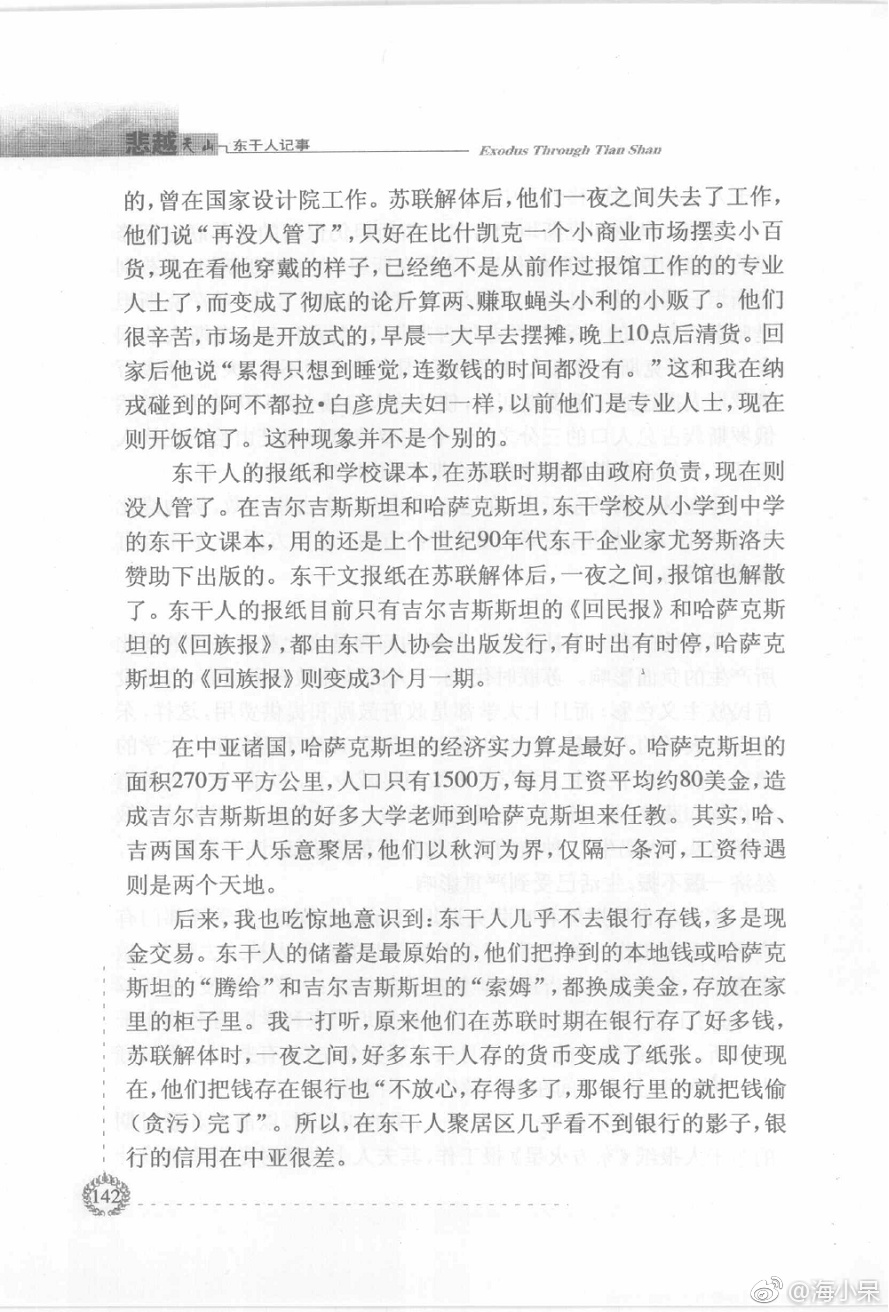 悲越天山 东干人记事 Exodus Through Tian Shan
的,曾在国家设计院工作。苏联解体后,他们一夜之间失去了工作,
他们说“再没人管了”,只好在比什凯克一个小商业市场摆卖小百
货,现在看他穿戴的样子,已经绝不是从前作过报馆工作的的专业
人士了,而变成了彻底的论斤算两、赚取蝇头小利的小贩了。他们
很辛苦,市场是开放式的,早晨一大早去摆摊,晚上10点后清货。回
家后他说“累得只想到睡觉,连数钱的时间都没有。”这和我在纳
戎碰到的阿不都拉·白彦虎夫妇一样,以前他们是专业人士,现在
则开饭馆了。这种现象并不是个别的。
东干人的报纸和学校课本,在苏联时期都由政府负责,现在则
没人管了。在吉尔吉斯斯坦和哈萨克斯坦,东干学校从小学到中学
的东干文课本,用的还是上个世纪90年代东干企业家尤努斯洛夫
赞助下出版的。东干文报纸在苏联解体后,一夜之间,报馆也解散
了。东干人的报纸目前只有吉尔吉斯斯坦的《回民报》和哈萨克斯
坦的《回族报》,都由东干人协会出版发行,有时出有时停,哈萨克
斯坦的《回族报》则变成3个月一期。
在中亚诸国,哈萨克斯坦的经济实力算是最好。哈萨克斯坦的
面积270万平方公里,人口只有1500万,每月工资平均约80美金,造
成吉尔吉斯斯坦的好多大学老师到哈萨克斯坦来任教。其实,哈、
吉两国东干人乐意聚居,他们以秋河为界,仅隔一条河,工资待遇
则是两个天地。
后来,我也吃惊地意识到:东干人几乎不去银行存钱,多是现
金交易。东干人的储蓄是最原始的,他们把挣到的本地钱或哈萨克
斯坦的“腾给”和吉尔吉斯斯坦的“索姆”,都换成美金,存放在家
里的柜子里。我一打听,原来他们在苏联时期在银行存了好多钱,
苏联解体时,一夜之间,好多东干人存的货币变成了纸张。即使现
在,他们把钱存在银行也“不放心,存得多了,那银行里的就把钱偷
(贪污)完了”。所以,在东干人聚居区几乎看不到银行的影子,银
行的信用在中亚很差。
142
@海小呆